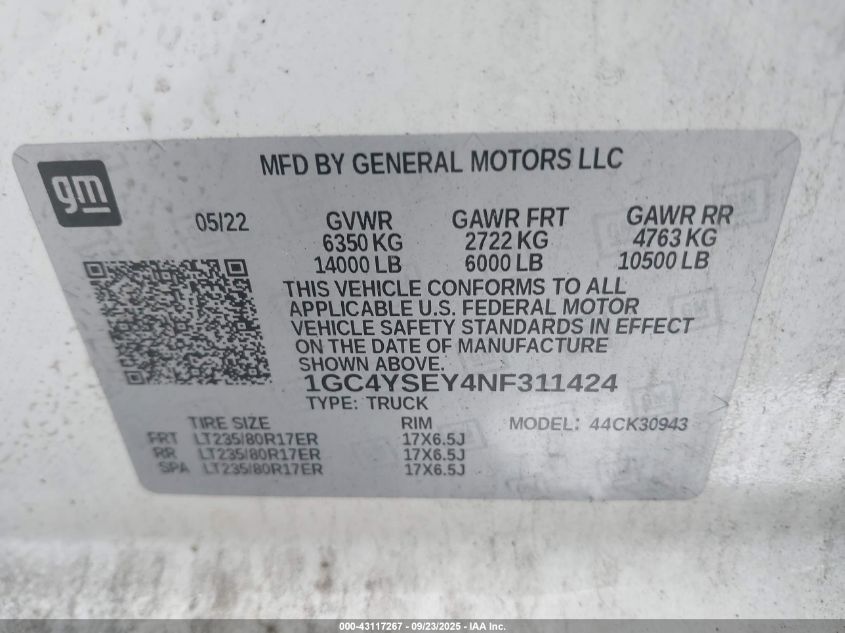 MFD BY GENERAL MOTORS LLC
gm
05/22
GVWR GAWR FRT GAWR RR
6350 KG 2722 KG 4763 KG
14000 LB 6000 LB 10500 LB
THIS VEHICLE CONFORMS TO ALL
APPLICABLE U.S. FEDERAL MOTOR
VEHICLE SAFETY STANDARDS IN EFFECT
ON THE DATE OF MANUFACTURE
SHOWN ABOVE.
1GC4YSEY4NF311424
TYPE: TRUCK
TIRE SIZE RIM MODEL: 44CK30943
FRT LT235/80R17ER 17X6.5J
RR LT235/80R17ER 17X6.5J
SPA LT235/80R17ER 17X6.5J
000-43117267 - 09/23/2025 - IAA Inc.